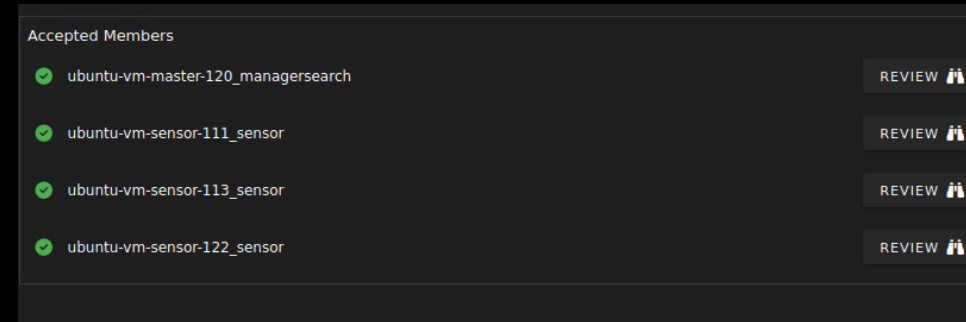 Accepted Members
ubuntu-vm-master-120_managersearch REVIEW
ubuntu-vm-sensor-111_sensor REVIEW
ubuntu-vm-sensor-113_sensor REVIEW
ubuntu-vm-sensor-122_sensor REVIEW